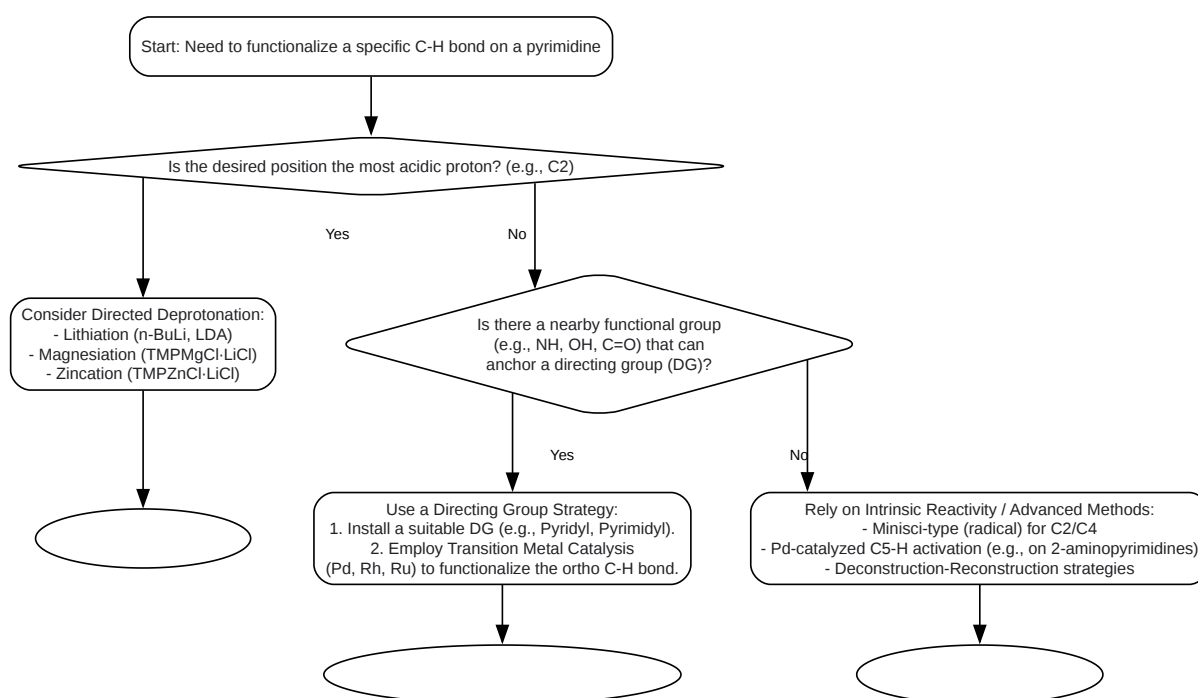 Start: Need to functionalize a specific C-H bond on a pyrimidine
Is the desired position the most acidic proton? (e.g., C2)
Yes
No
Consider Directed Deprotonation:
- Lithiation (n-BuLi, LDA)
- Magnesiation (TMPMgCl·LiCl)
- Zincation (TMPZnCl·LiCl)
Is there a nearby functional group
(e.g., NH, OH, C=O) that can
anchor a directing group (DG)?
Yes
No
Use a Directing Group Strategy:
1. Install a suitable DG (e.g., Pyridyl, Pyrimidyl).
2. Employ Transition Metal Catalysis
(Pd, Rh, Ru) to functionalize the ortho C-H bond.
Rely on Intrinsic Reactivity / Advanced Methods:
- Minisci-type (radical) for C2/C4
- Pd-catalyzed C5-H activation (e.g., on 2-aminopyrimidines)
- Deconstruction-Reconstruction strategies